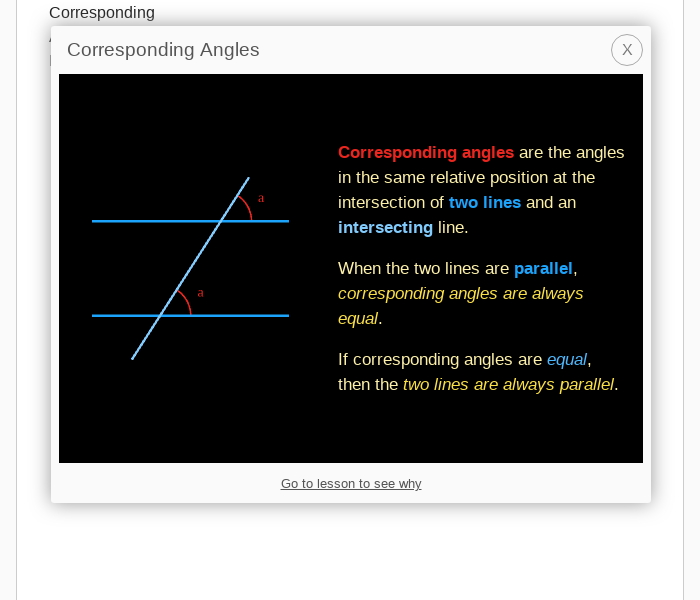 Corresponding
Corresponding Angles
X
Corresponding angles are the angles
in the same relative position at the
intersection of two lines and an
intersecting line.
a
a
When the two lines are parallel,
corresponding angles are always
equal.
If corresponding angles are equal,
then the two lines are always parallel.
Go to lesson to see why